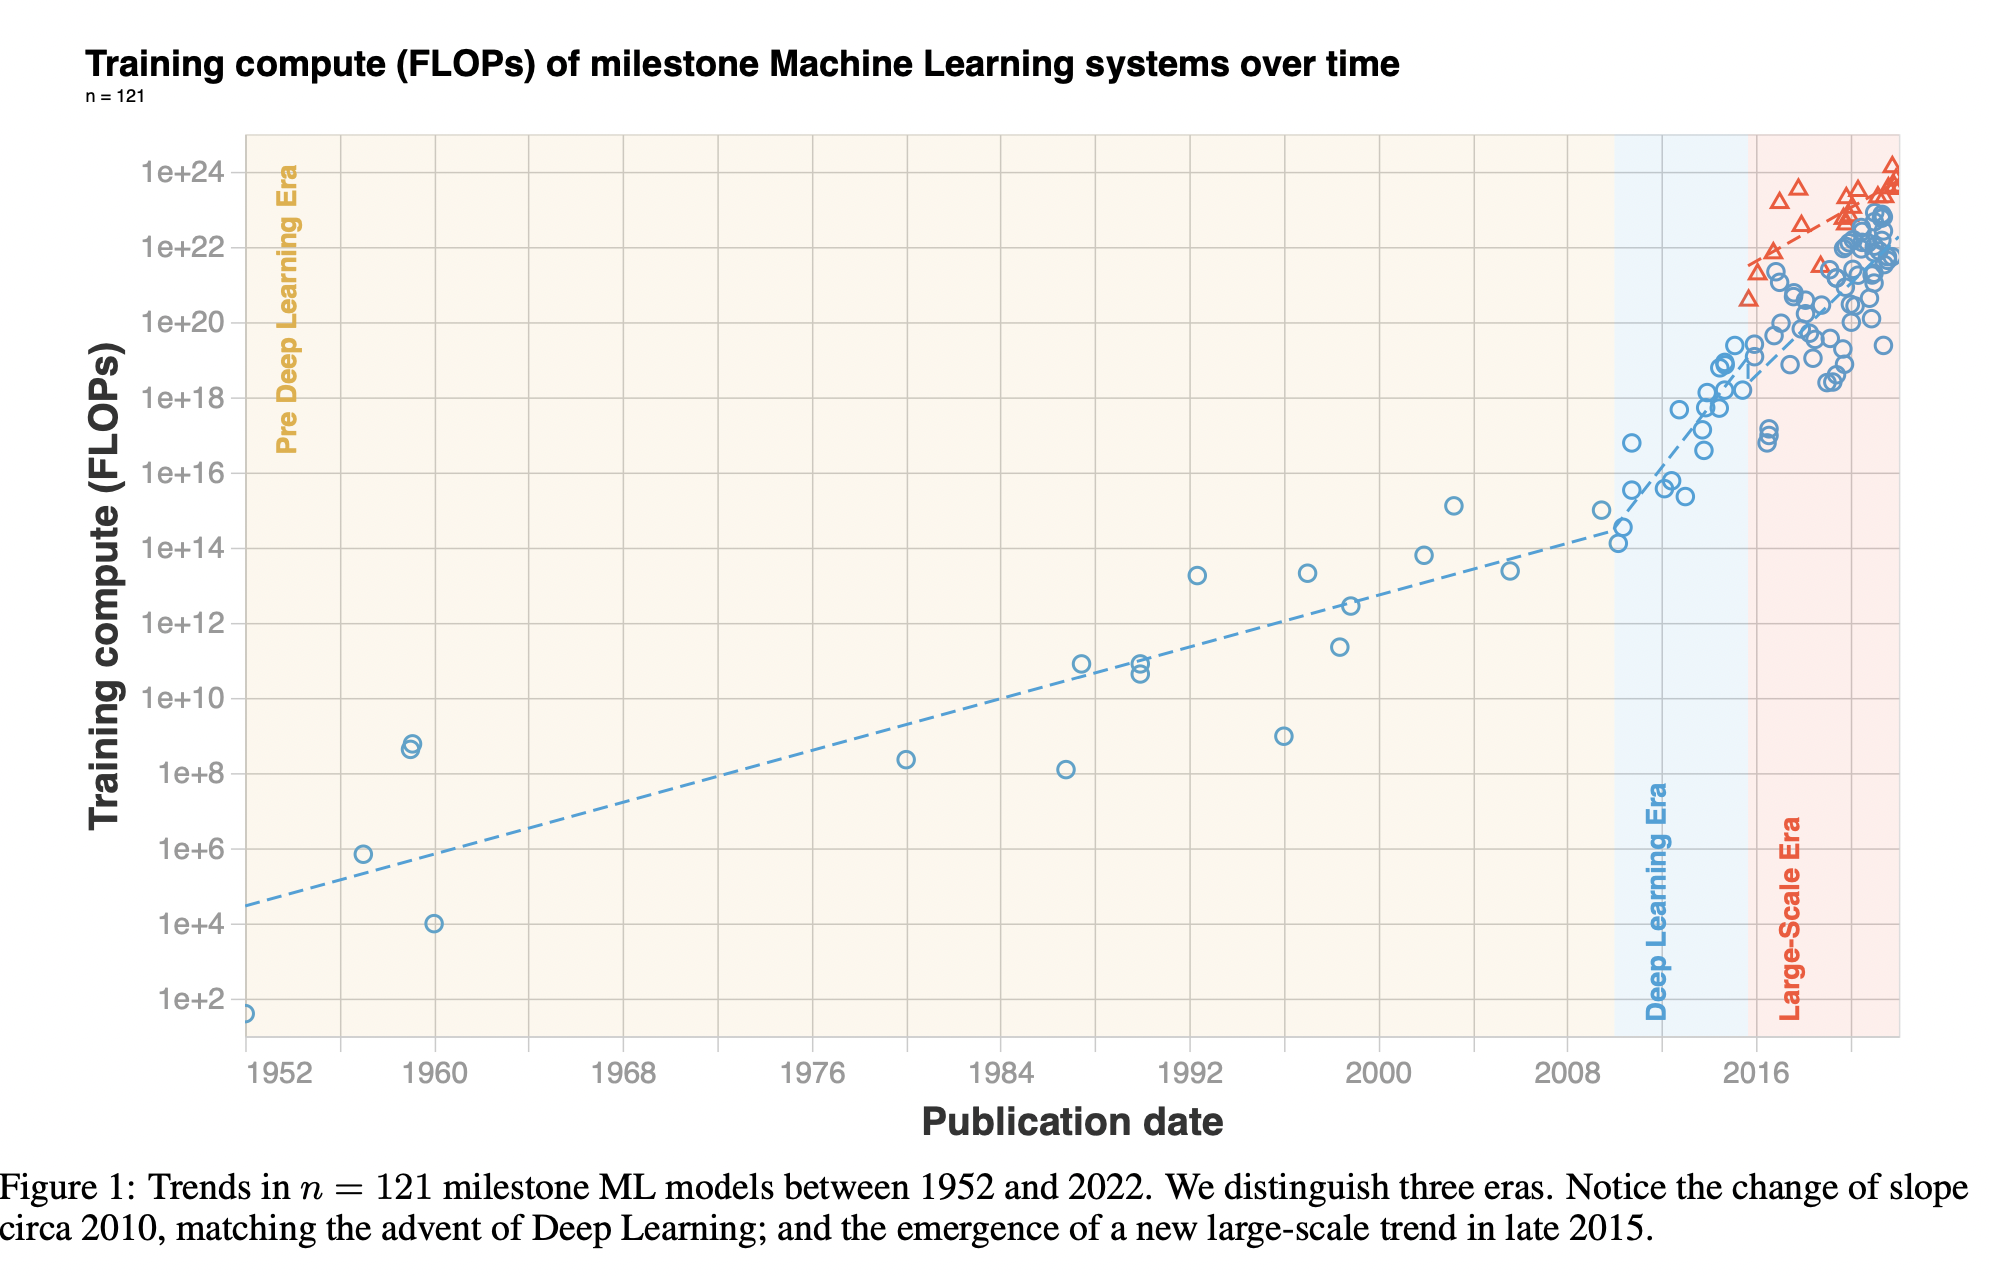 Training compute (FLOPs) of milestone Machine Learning systems over time
n = 121
Training compute (FLOPs)
1e+24
1e+22
1e+20
1e+18
1e+16
1e+14
1e+12
1e+10
1e+8
1e+6
1e+4
1e+2
Pre Deep Learning Era
Deep Learning Era
Large-Scale Era
1952
1960
1968
1976
1984
1992
2000
2008
2016
Publication date
Figure 1: Trends in n = 121 milestone ML models between 1952 and 2022. We distinguish three eras. Notice the change of slope
circa 2010, matching the advent of Deep Learning; and the emergence of a new large-scale trend in late 2015.